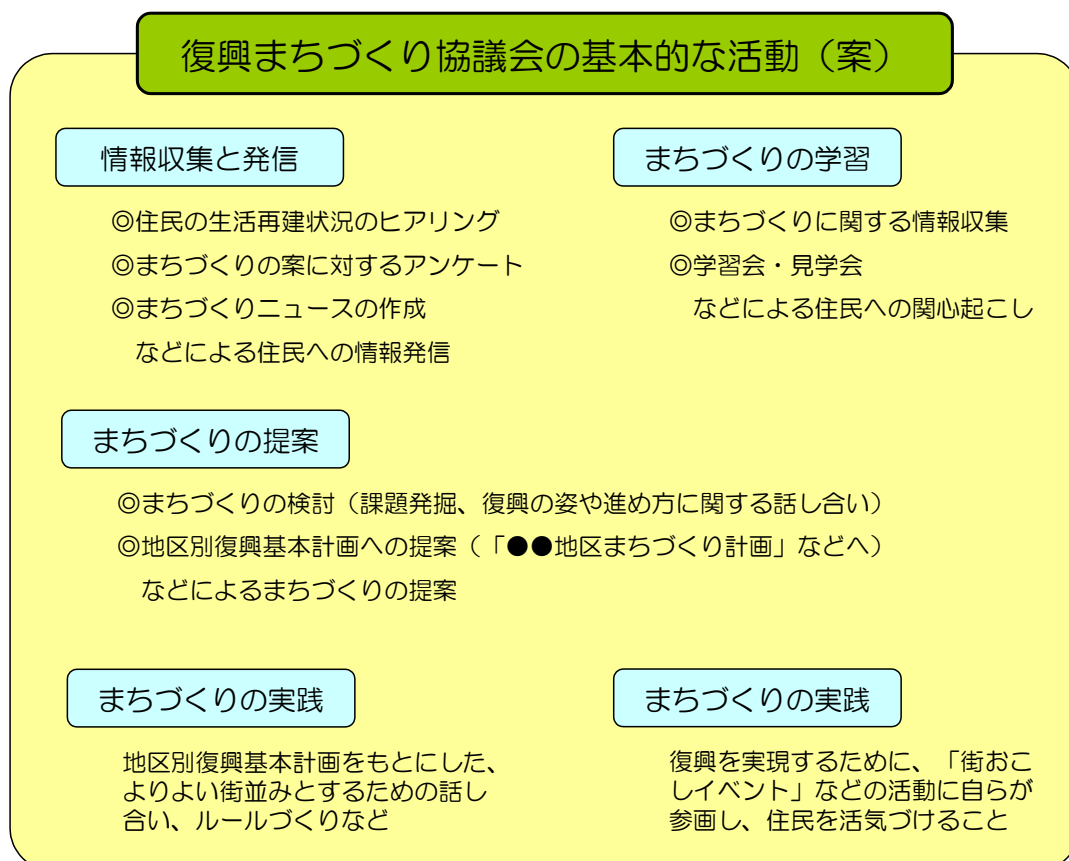 復興まちづくり協議会の基本的な活動（案）
情報収集と発信
◎住民の生活再建状況のヒアリング
◎まちづくりの案に対するアンケート
◎まちづくりニュースの作成
などによる住民への情報発信
まちづくりの学習
◎まちづくりに関する情報収集
◎学習会・見学会
などによる住民への関心起こし
まちづくりの提案
◎まちづくりの検討（課題発掘、復興の姿や進め方に関する話し合い）
◎地区別復興基本計画への提案（「●●地区まちづくり計画」などへ）
などによるまちづくりの提案
まちづくりの実践
地区別復興基本計画をもとにした、
よりよい街並みとするための話し
合い、ルールづくりなど
まちづくりの実践
復興を実現するために、「街おこ
しイベント」などの活動に自らが
参画し、住民を活気づけること